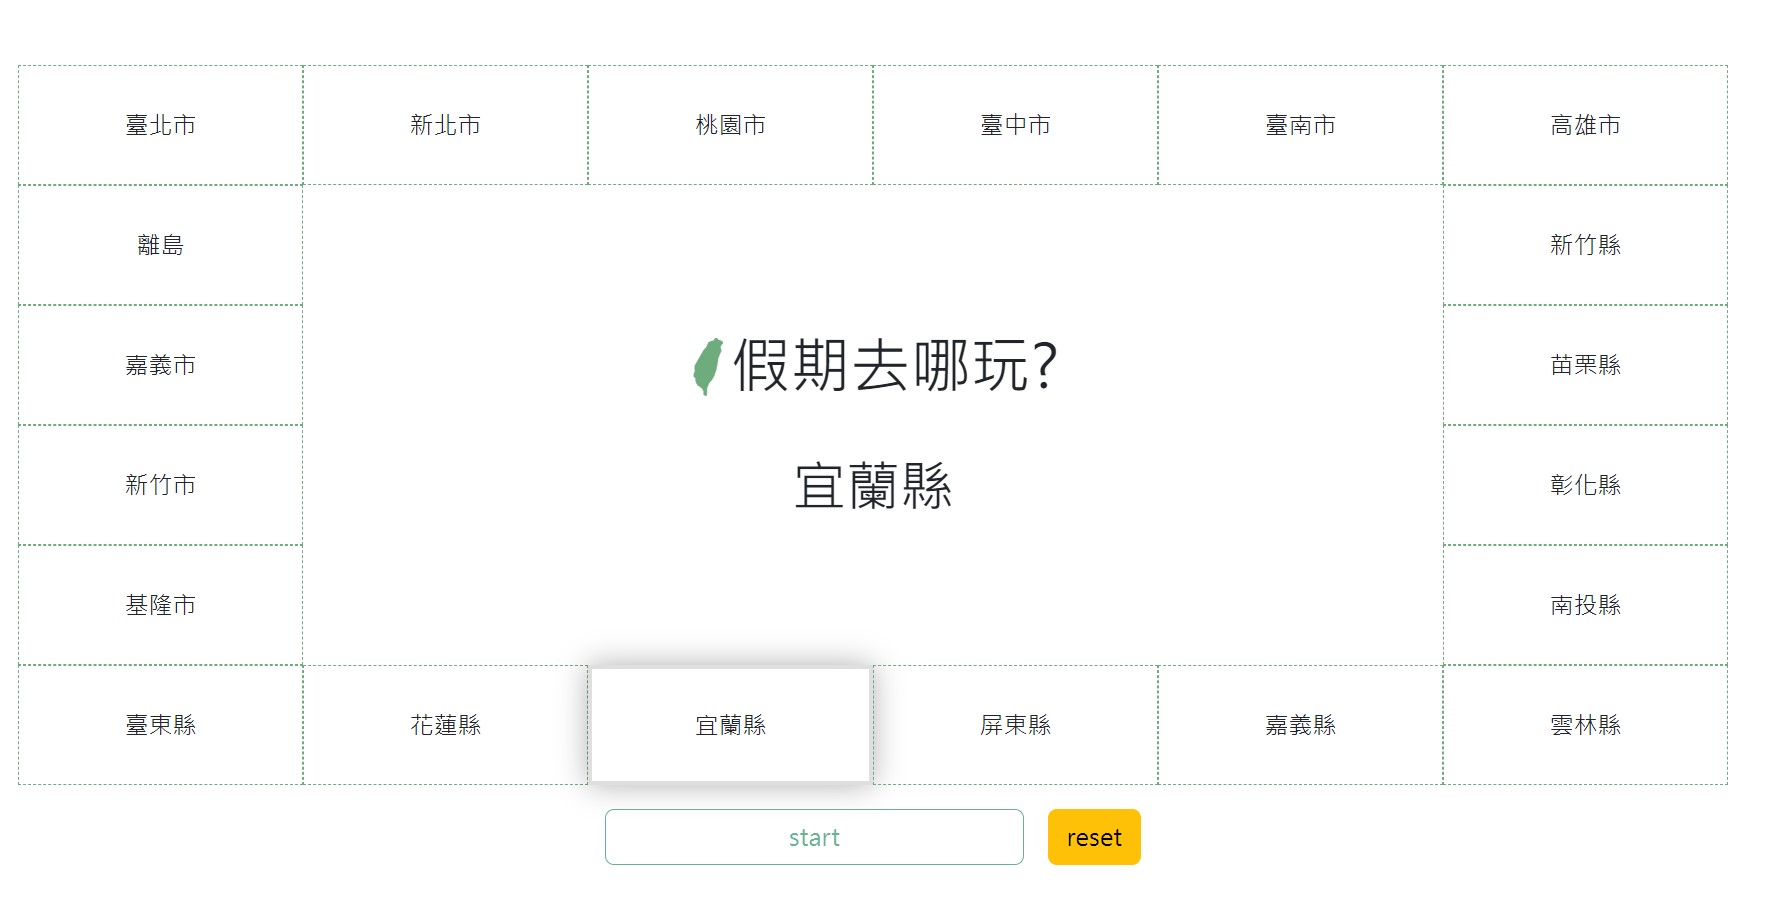 臺北市 新北市 桃園市 臺中市 臺南市 高雄市
離島 新竹縣
假期去哪玩?
嘉義市 苗栗縣
新竹市 宜蘭縣 彰化縣
基隆市 南投縣
臺東縣 花蓮縣 宜蘭縣 屏東縣 嘉義縣 雲林縣
start reset